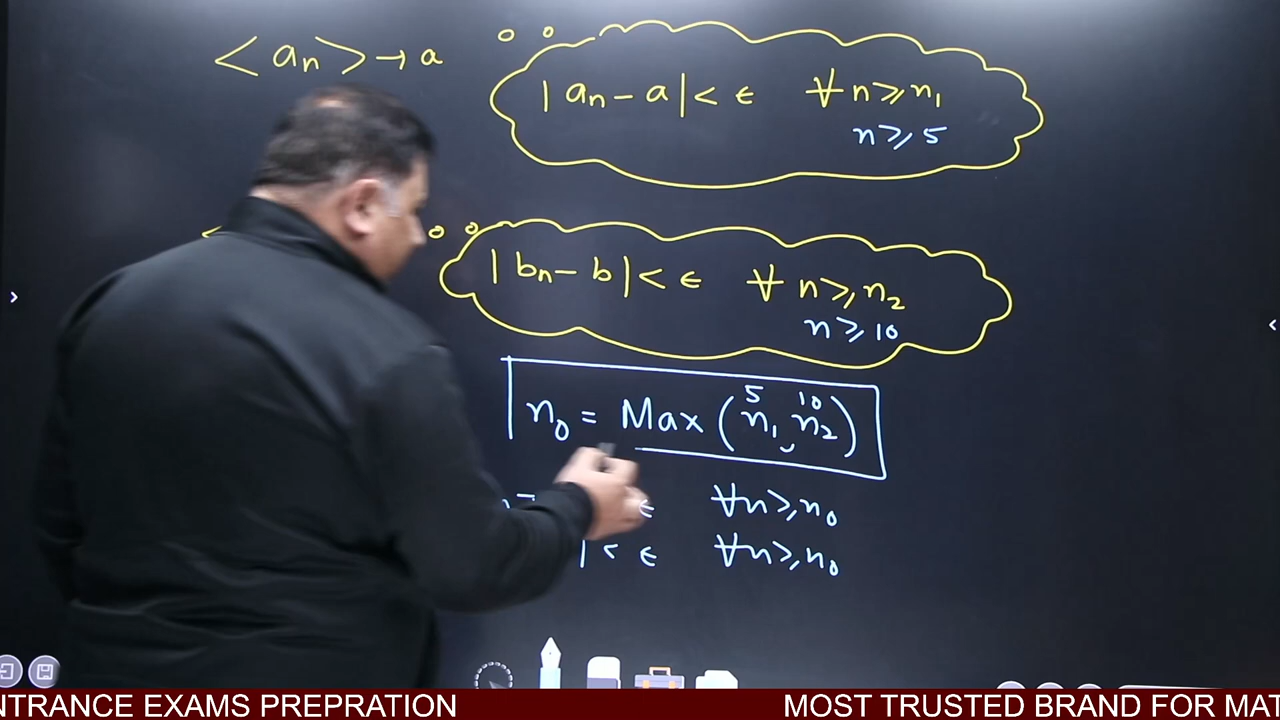 <an> → a
|an - a| < ε ∀ n ≥ n1
n ≥ 5
<
|bn - b| < ε ∀ n ≥ n2
n ≥ 10
5 10
n0 = Max (n1, n2)
ε ∀n ≥ n0
| < ε ∀n ≥ n0
NTRANCE EXAMS PREPRATION MOST TRUSTED BRAND FOR MAT